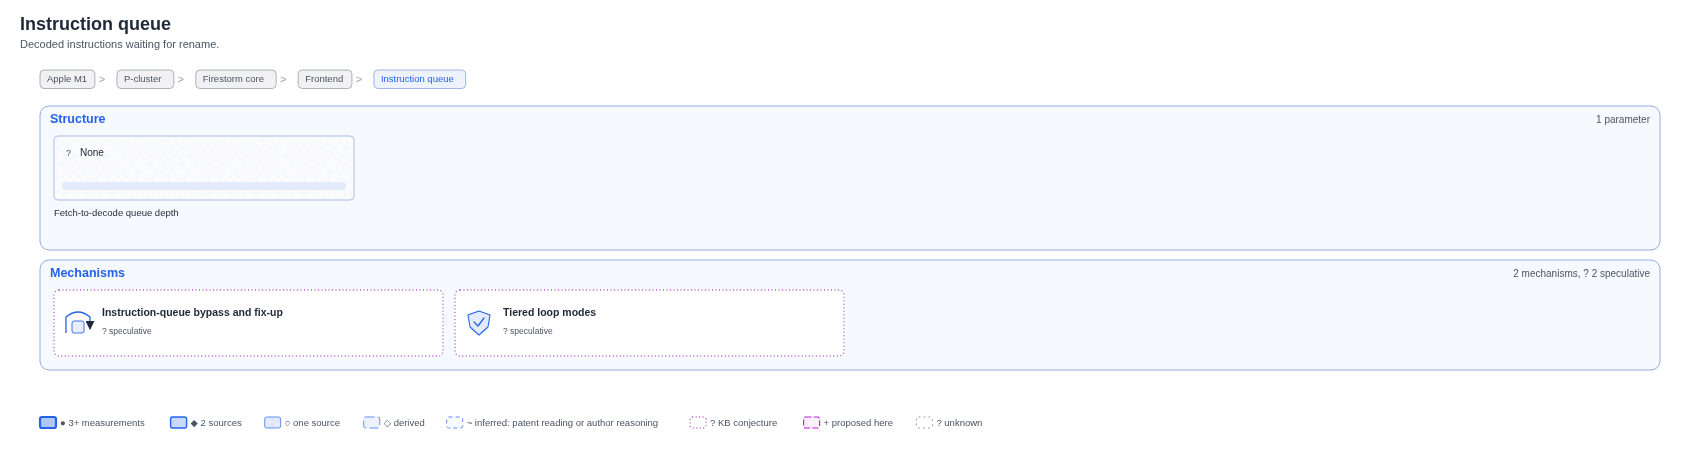 Instruction queue
Decoded instructions waiting for rename.
Apple M1 > P-cluster > Firestorm core > Frontend > Instruction queue
Structure
1 parameter
? None
Fetch-to-decode queue depth
Mechanisms
2 mechanisms, ? 2 speculative
Instruction-queue bypass and fix-up
? speculative
Tiered loop modes
? speculative
● 3+ measurements ◆ 2 sources ○ one source ◇ derived ~ inferred: patent reading or author reasoning ? KB conjecture + proposed here ? unknown